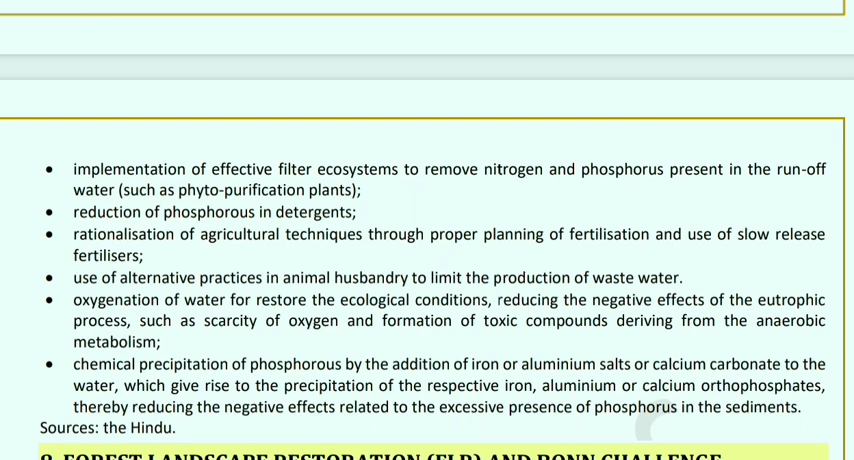 • implementation of effective filter ecosystems to remove nitrogen and phosphorus present in the run-off
water (such as phyto-purification plants);
• reduction of phosphorous in detergents;
• rationalisation of agricultural techniques through proper planning of fertilisation and use of slow release
fertilisers;
• use of alternative practices in animal husbandry to limit the production of waste water.
• oxygenation of water for restore the ecological conditions, reducing the negative effects of the eutrophic
process, such as scarcity of oxygen and formation of toxic compounds deriving from the anaerobic
metabolism;
• chemical precipitation of phosphorous by the addition of iron or aluminium salts or calcium carbonate to the
water, which give rise to the precipitation of the respective iron, aluminium or calcium orthophosphates,
thereby reducing the negative effects related to the excessive presence of phosphorus in the sediments.
Sources: the Hindu.
FOREST LANDSCAPE RESTORATION (FLR) AND BONN CHALLENGE